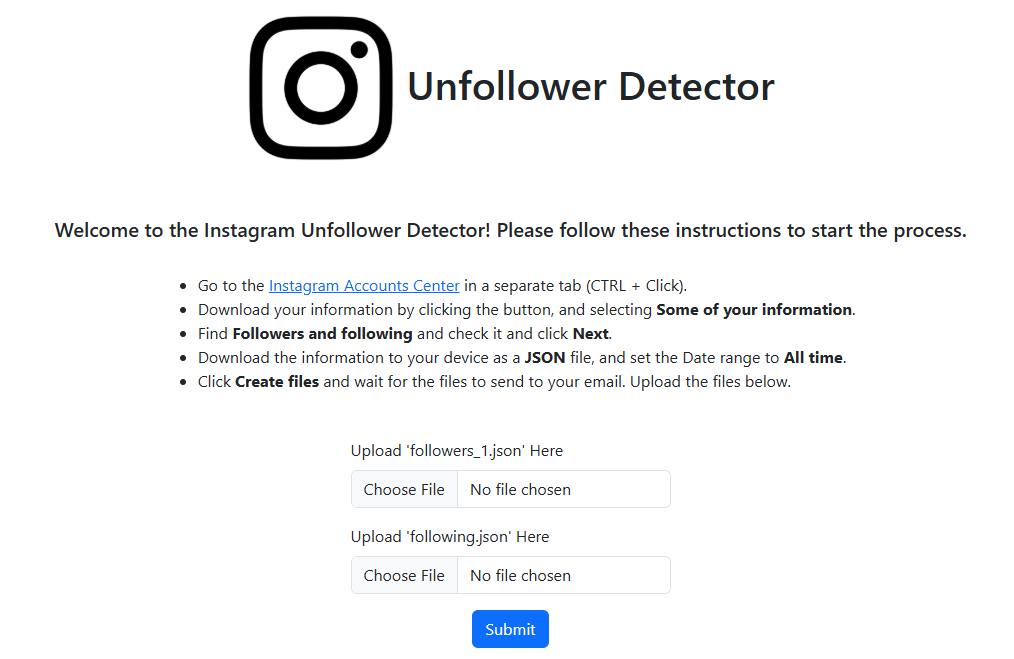 Unfollower Detector
Welcome to the Instagram Unfollower Detector! Please follow these instructions to start the process.
Go to the Instagram Accounts Center in a separate tab (CTRL + Click).
Download your information by clicking the button, and selecting Some of your information.
Find Followers and following and check it and click Next.
Download the information to your device as a JSON file, and set the Date range to All time.
Click Create files and wait for the files to send to your email. Upload the files below.
Upload 'followers_1.json' Here
Choose File No file chosen
Upload 'following.json' Here
Choose File No file chosen
Submit